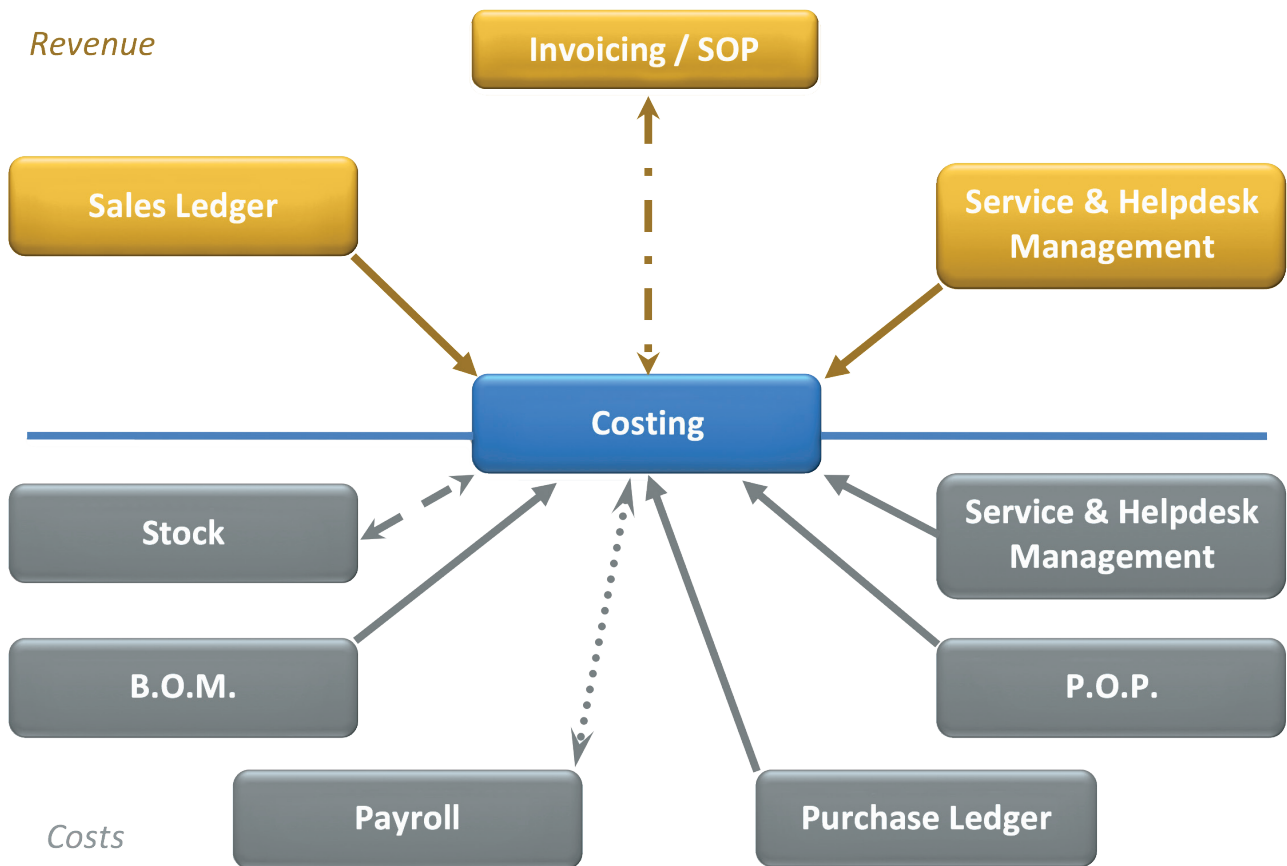 Revenue
Invoicing / SOP
Sales Ledger
Service & Helpdesk
Management
Costing
Stock
Service & Helpdesk
Management
B.O.M.
P.O.P.
Payroll
Purchase Ledger
Costs